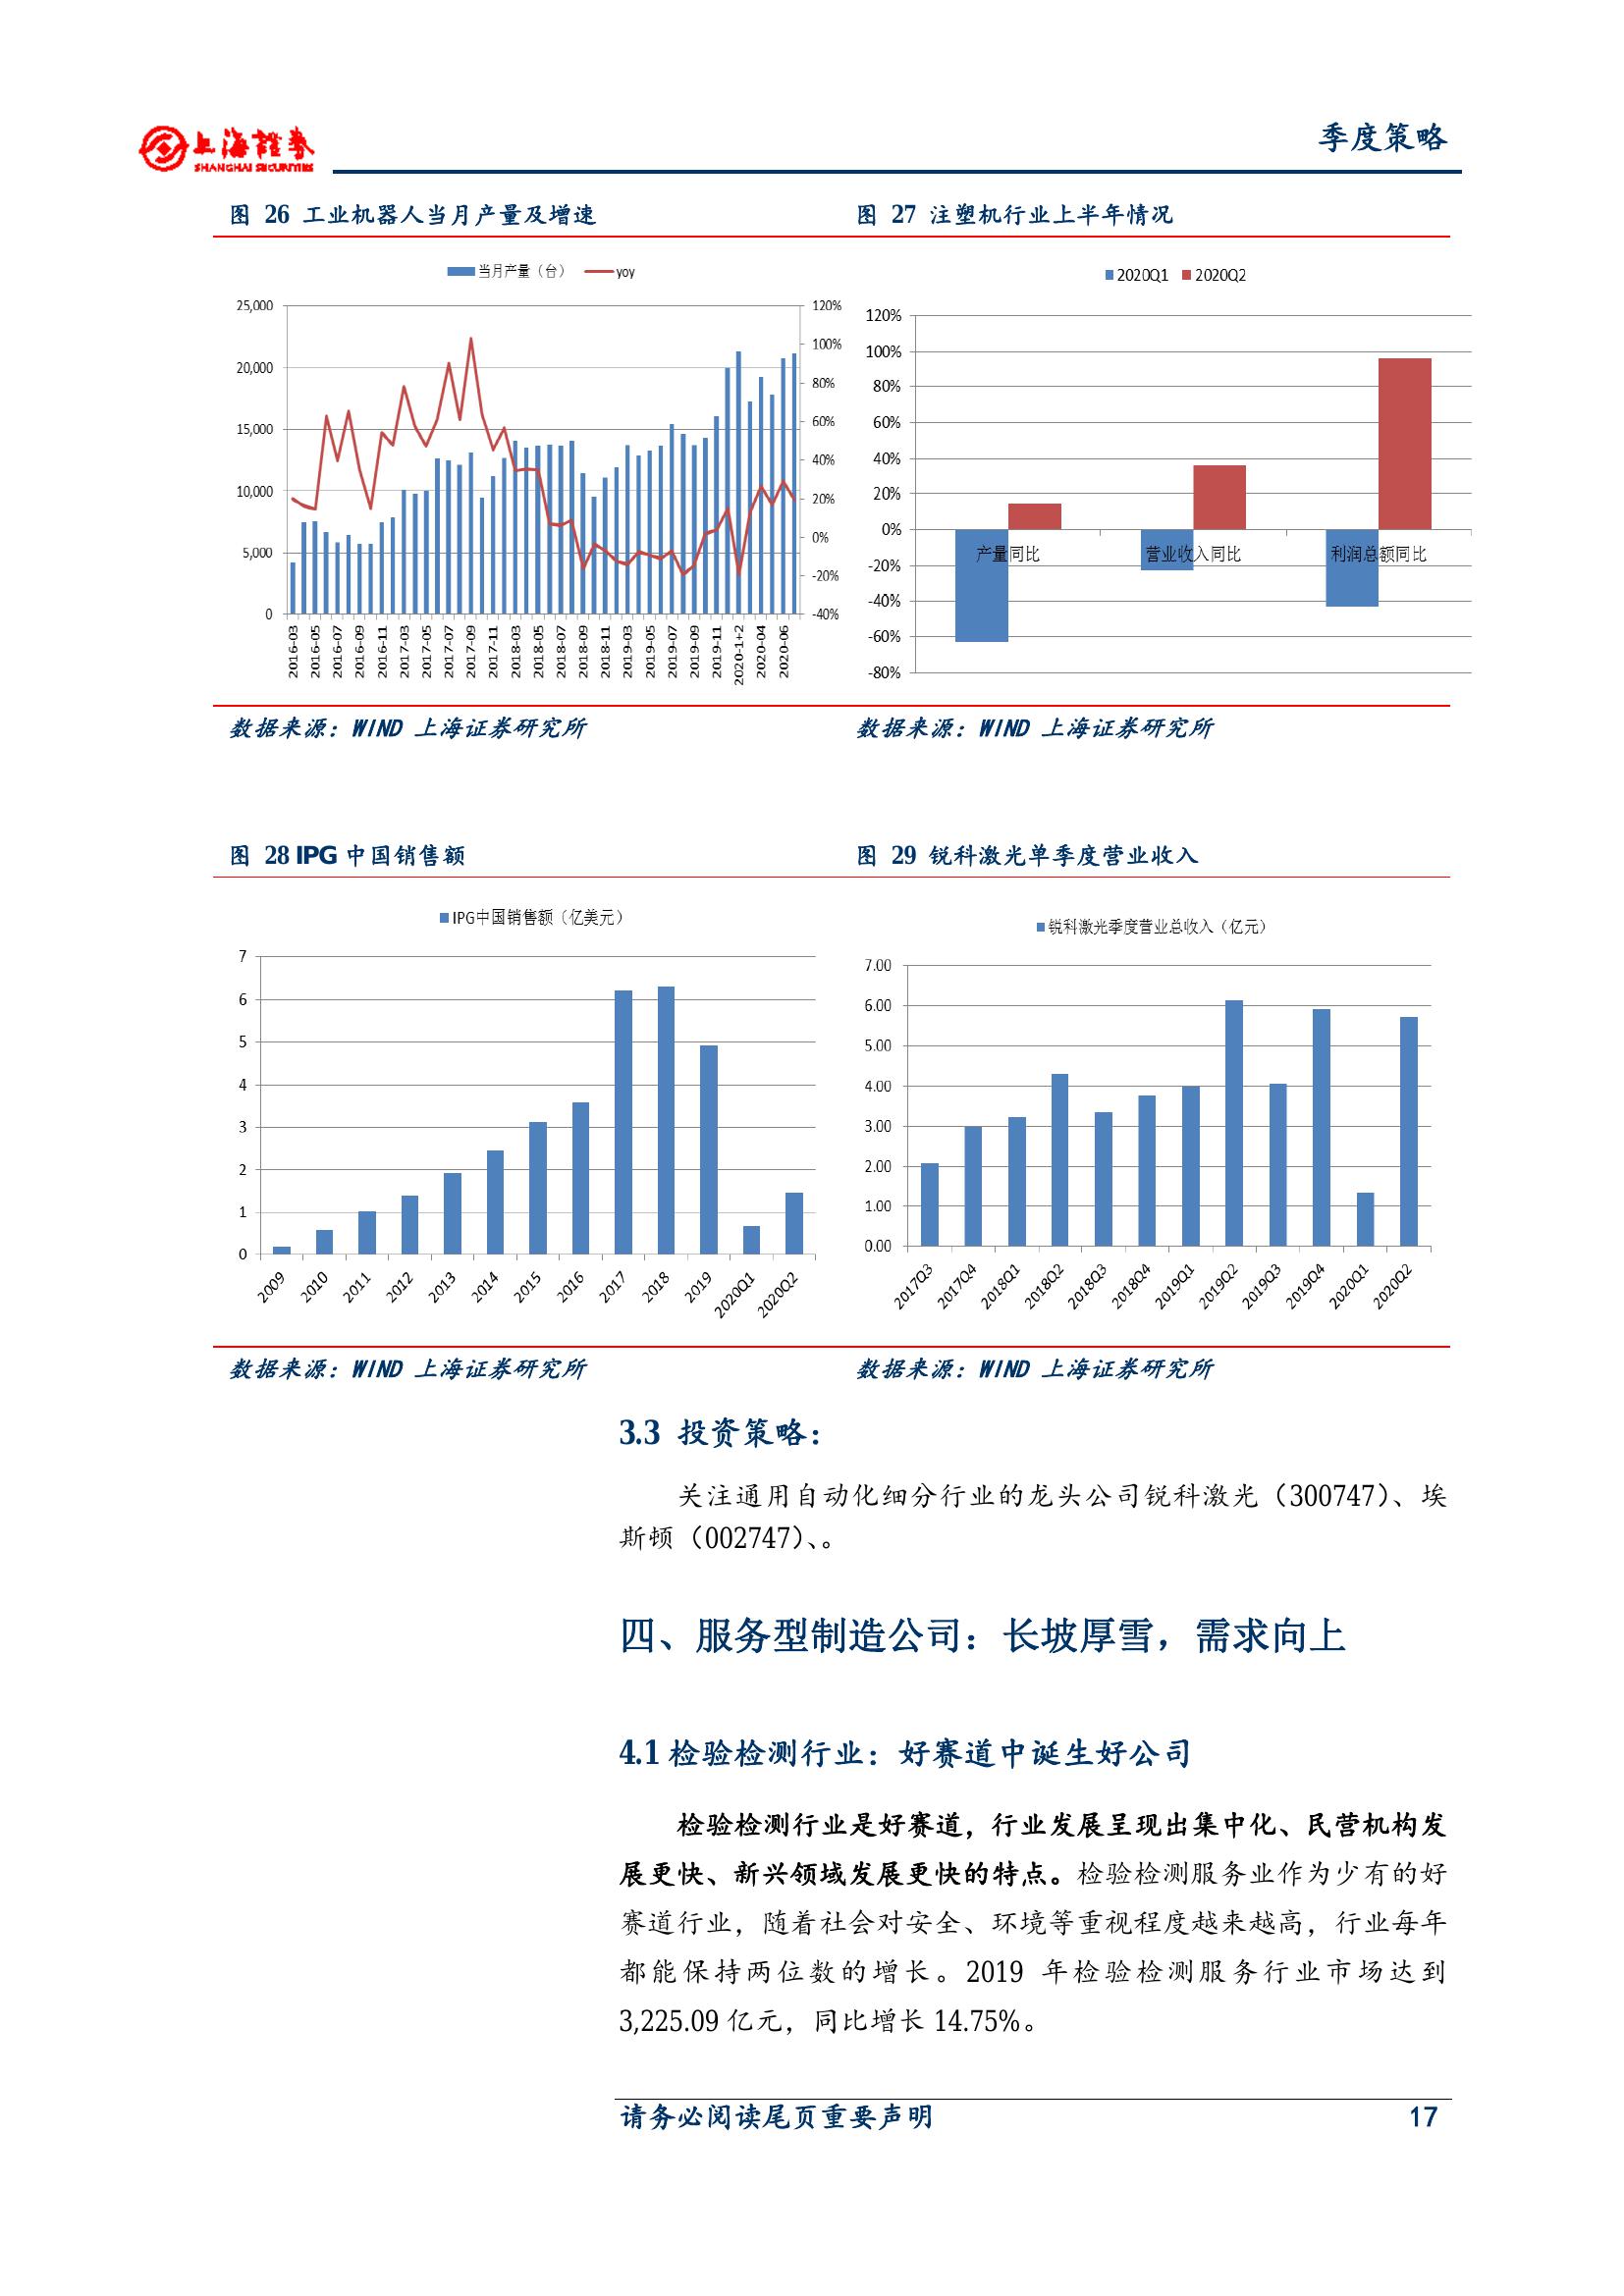 上海證券
SHANGHAI SECURITIES
季度策略
图 26 工业机器人当月产量及增速
图 27 注塑机行业上半年情况
当月产量（台） yoy
25,000
20,000
15,000
10,000
5,000
0
120%
100%
80%
60%
40%
20%
0%
-20%
-40%
2016-03
2016-05
2016-07
2016-09
2016-11
2017-03
2017-05
2017-07
2017-09
2017-11
2018-03
2018-05
2018-07
2018-09
2018-11
2019-03
2019-05
2019-07
2019-09
2019-11
2020-1+2
2020-04
2020-06
2020Q1 2020Q2
120%
100%
80%
60%
40%
20%
0%
-20%
-40%
-60%
-80%
产量同比 营业收入同比 利润总额同比
数据来源：WIND 上海证券研究所
数据来源：WIND 上海证券研究所
图 28 IPG 中国销售额
图 29 锐科激光单季度营业收入
IPG中国销售额（亿美元）
7
6
5
4
3
2
1
0
2009
2010
2011
2012
2013
2014
2015
2016
2017
2018
2019
2020Q1
2020Q2
锐科激光季度营业总收入（亿元）
7.00
6.00
5.00
4.00
3.00
2.00
1.00
0.00
2017Q3
2017Q4
2018Q1
2018Q2
2018Q3
2018Q4
2019Q1
2019Q2
2019Q3
2019Q4
2020Q1
2020Q2
数据来源：WIND 上海证券研究所
数据来源：WIND 上海证券研究所
3.3 投资策略：
关注通用自动化细分行业的龙头公司锐科激光（300747）、埃
斯顿（002747）、。
四、服务型制造公司：长坡厚雪，需求向上
4.1 检验检测行业：好赛道中诞生好公司
检验检测行业是好赛道，行业发展呈现出集中化、民营机构发
展更快、新兴领域发展更快的特点。检验检测服务业作为少有的好
赛道行业，随着社会对安全、环境等重视程度越来越高，行业每年
都能保持两位数的增长。2019 年检验检测服务行业市场达到
3,225.09 亿元，同比增长 14.75%。
请务必阅读尾页重要声明
17